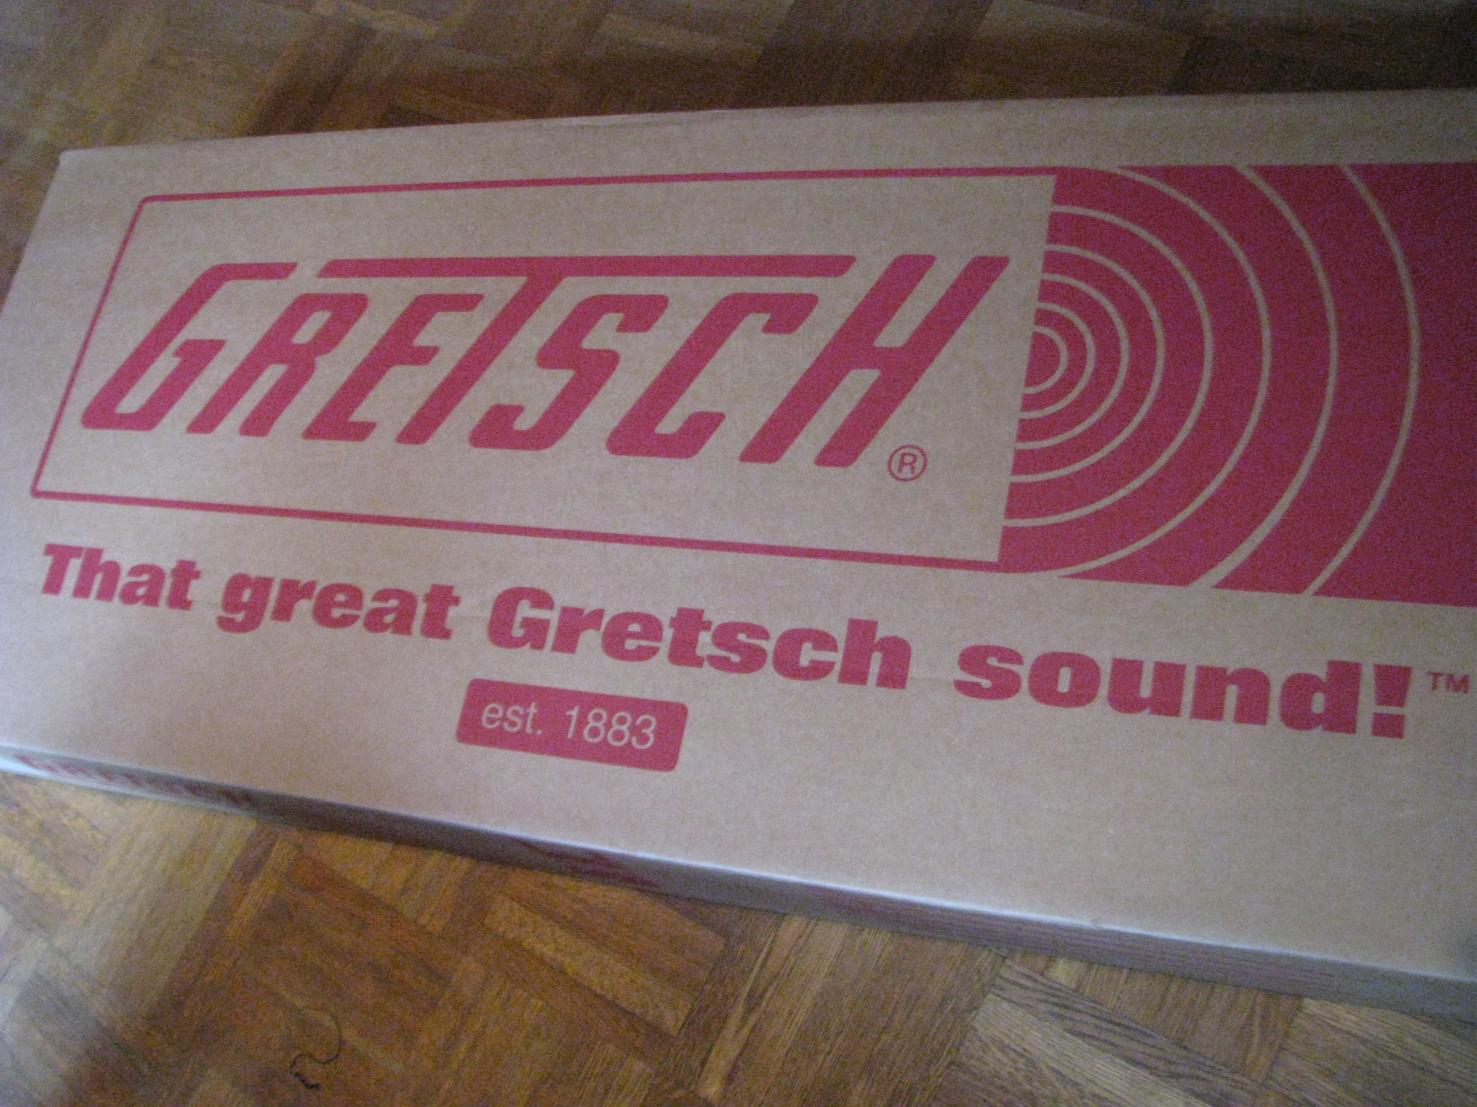 GRETSCH®
That great Gretsch sound!™
est. 1883